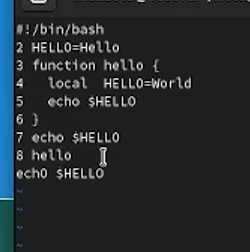 #!/bin/bash
2 HELLO=Hello
3 function hello {
4 local HELLO=World
5 echo $HELLO
6 }
7 echo $HELLO
8 hello
ech0 $HELLO
~
~
~
~